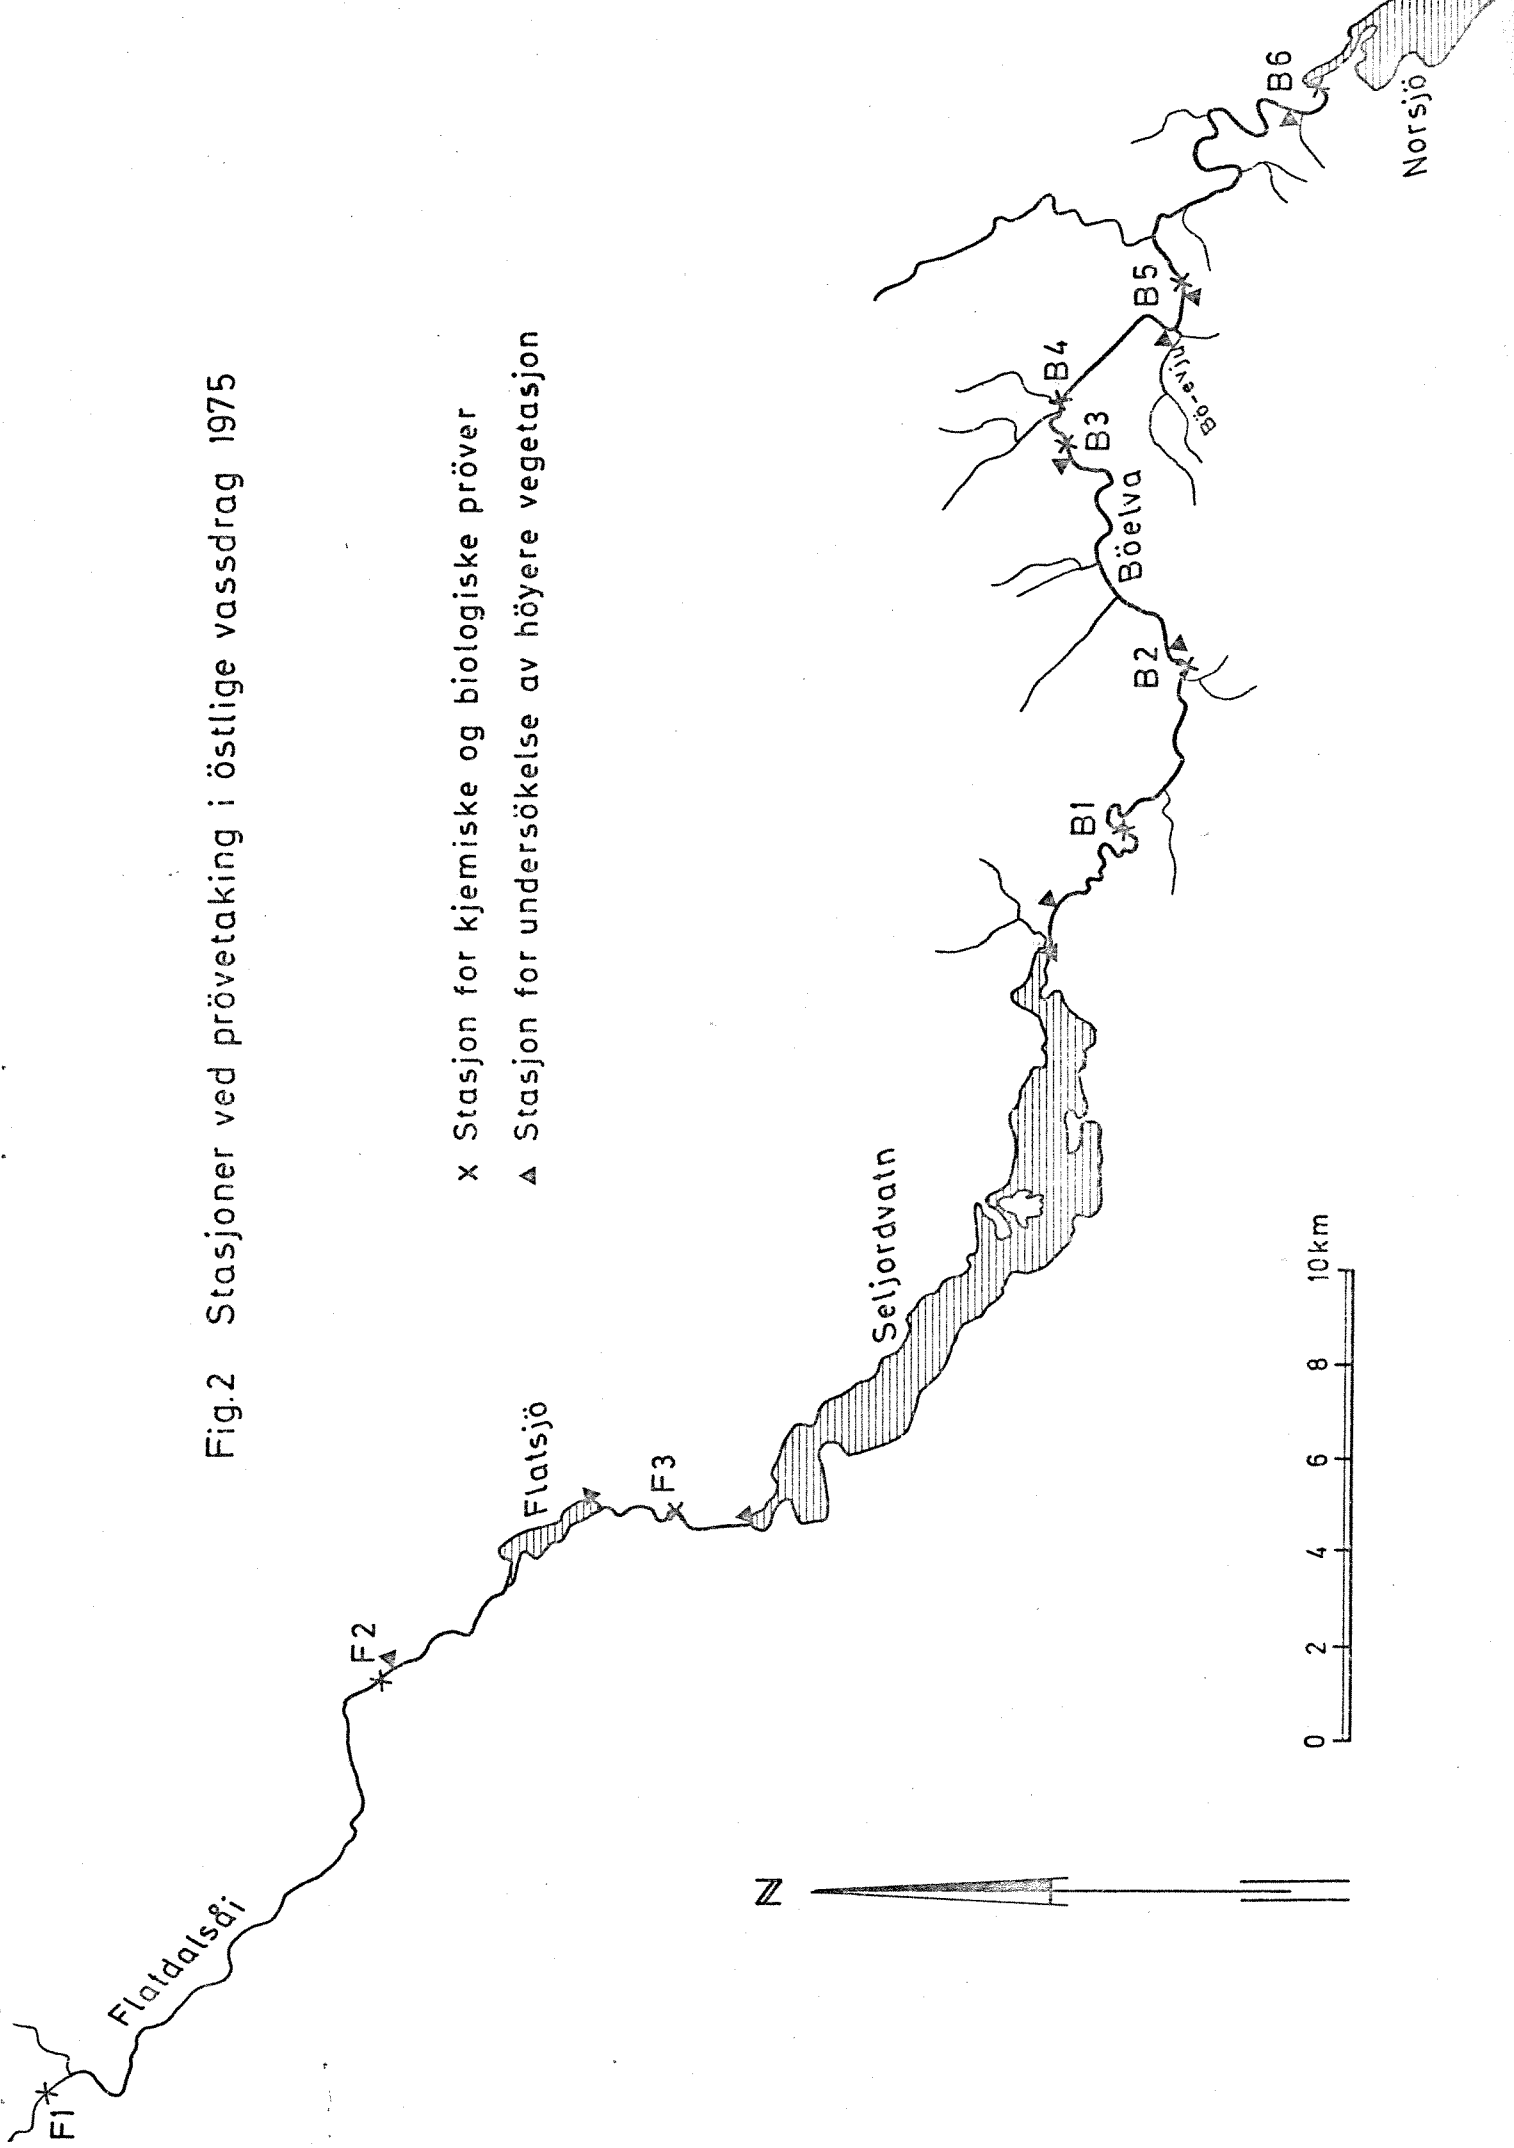 Fig.2 Stasjoner ved prövetaking i östlige vassdrag 1975
x Stasjon for kjemiske og biologiske pröver
▲ Stasjon for undersökelse av höyere vegetasjon
F1
Flatdalsåi
F2
Flatsjö
F3
Seljordvatn
B1
B2
Böelva
B3
B4
Bö-evju
B5
B6
Norsjö
N
0 2 4 6 8 10km